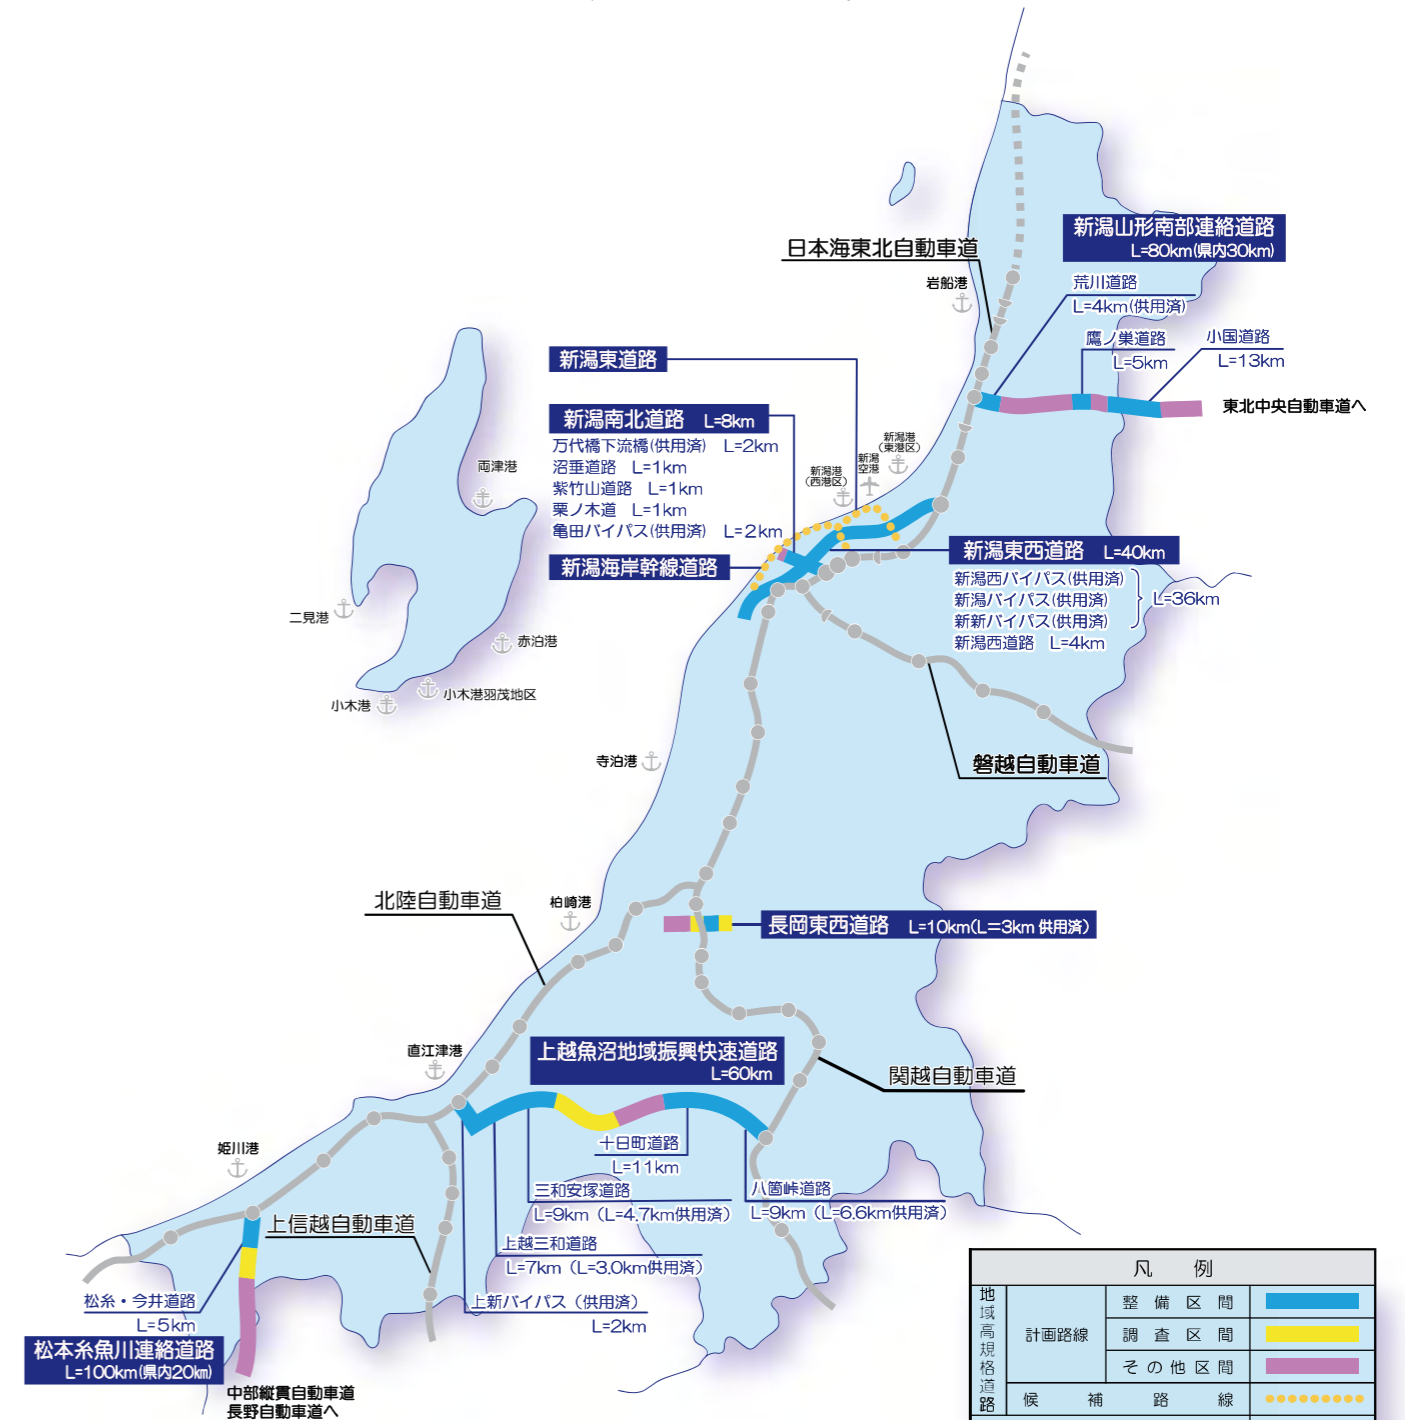 日本海東北自動車道
新潟山形南部連絡道路
L=80km(県内30km)
岩船港
荒川道路
L=4km(供用済)
鷹ノ巣道路
L=5km
小国道路
L=13km
東北中央自動車道へ
新潟東道路
新潟南北道路 L=8km
万代橋下流橋(供用済) L=2km
沼垂道路 L=1km
紫竹山道路 L=1km
栗ノ木道 L=1km
亀田バイパス(供用済) L=2km
新潟海岸幹線道路
新潟港
(東港区)
新潟
空港
新潟港
(西港区)
両津港
二見港
赤泊港
小木港羽茂地区
小木港
新潟東西道路 L=40km
新潟西バイパス(供用済)
新潟バイパス(供用済)
新新バイパス(供用済)
L=36km
新潟西道路 L=4km
寺泊港
磐越自動車道
北陸自動車道
柏崎港
長岡東西道路 L=10km(L=3km 供用済)
直江津港
上越魚沼地域振興快速道路
L=60km
関越自動車道
十日町道路
L=11km
姫川港
三和安塚道路
L=9km (L=4.7km供用済)
八箇峠道路
L=9km (L=6.6km供用済)
上信越自動車道
上越三和道路
L=7km (L=3.0km供用済)
上新バイパス (供用済)
L=2km
松糸・今井道路
L=5km
松本糸魚川連絡道路
L=100km(県内20km)
中部縦貫自動車道
長野自動車道へ
凡例
地域高規格道路
計画路線
整備区間
調査区間
その他区間
候補路線